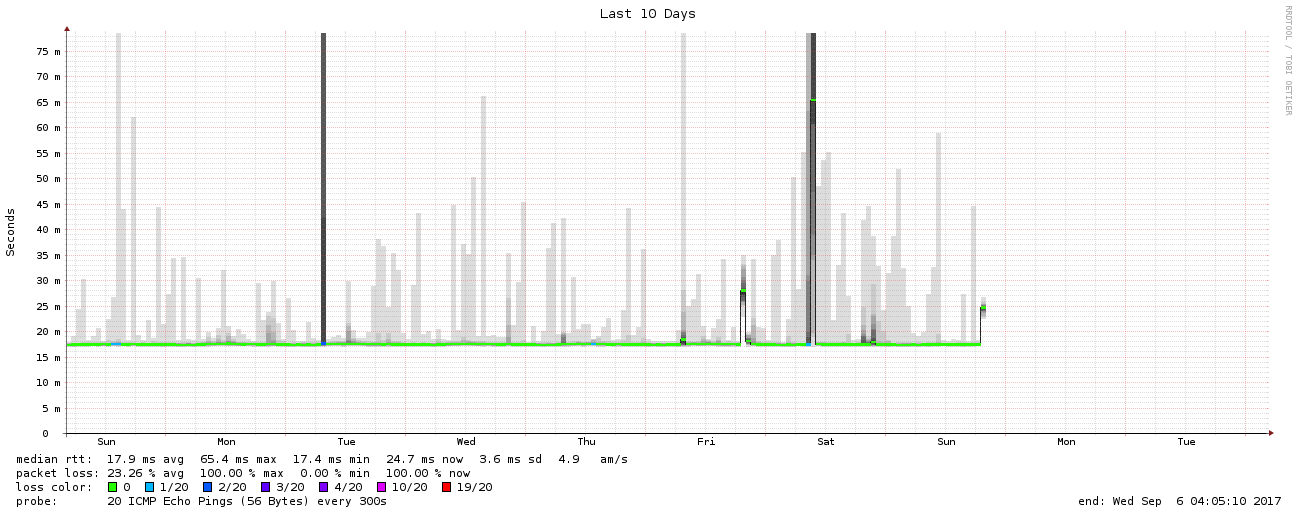 Last 10 Days
RRDTOOL / TOBI OETIKER
Seconds
75 m
70 m
65 m
60 m
55 m
50 m
45 m
40 m
35 m
30 m
25 m
20 m
15 m
10 m
5 m
0
Sun Mon Tue Wed Thu Fri Sat Sun Mon Tue
median rtt: 17.9 ms avg 65.4 ms max 17.4 ms min 24.7 ms now 3.6 ms sd 4.9 am/s
packet loss: 23.26 % avg 100.00 % max 0.00 % min 100.00 % now
loss color: 0 1/20 2/20 3/20 4/20 10/20 19/20
probe: 20 ICMP Echo Pings (56 Bytes) every 300s end: Wed Sep 6 04:05:10 2017